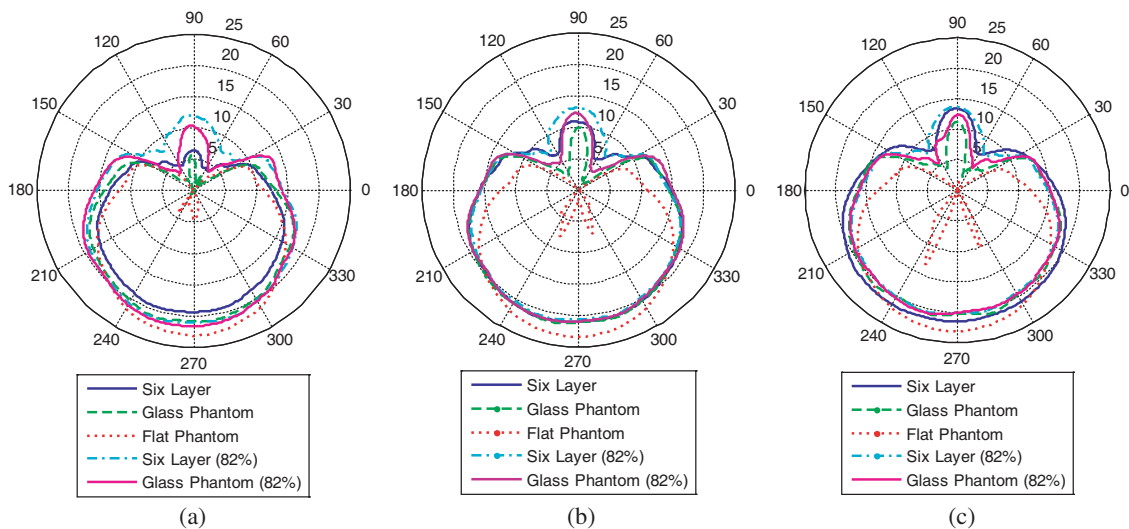 90
25
120
60
20
15
150
30
10
5
180
0
210
330
240
300
270
Six Layer
Glass Phantom
Flat Phantom
Six Layer (82%)
Glass Phantom (82%)
(a)
90
25
120
60
20
15
150
30
10
5
180
0
210
330
240
300
270
Six Layer
Glass Phantom
Flat Phantom
Six Layer (82%)
Glass Phantom (82%)
(b)
90
25
120
60
20
15
150
30
10
5
180
0
210
330
240
300
270
Six Layer
Glass Phantom
Flat Phantom
Six Layer (82%)
Glass Phantom (82%)
(c)